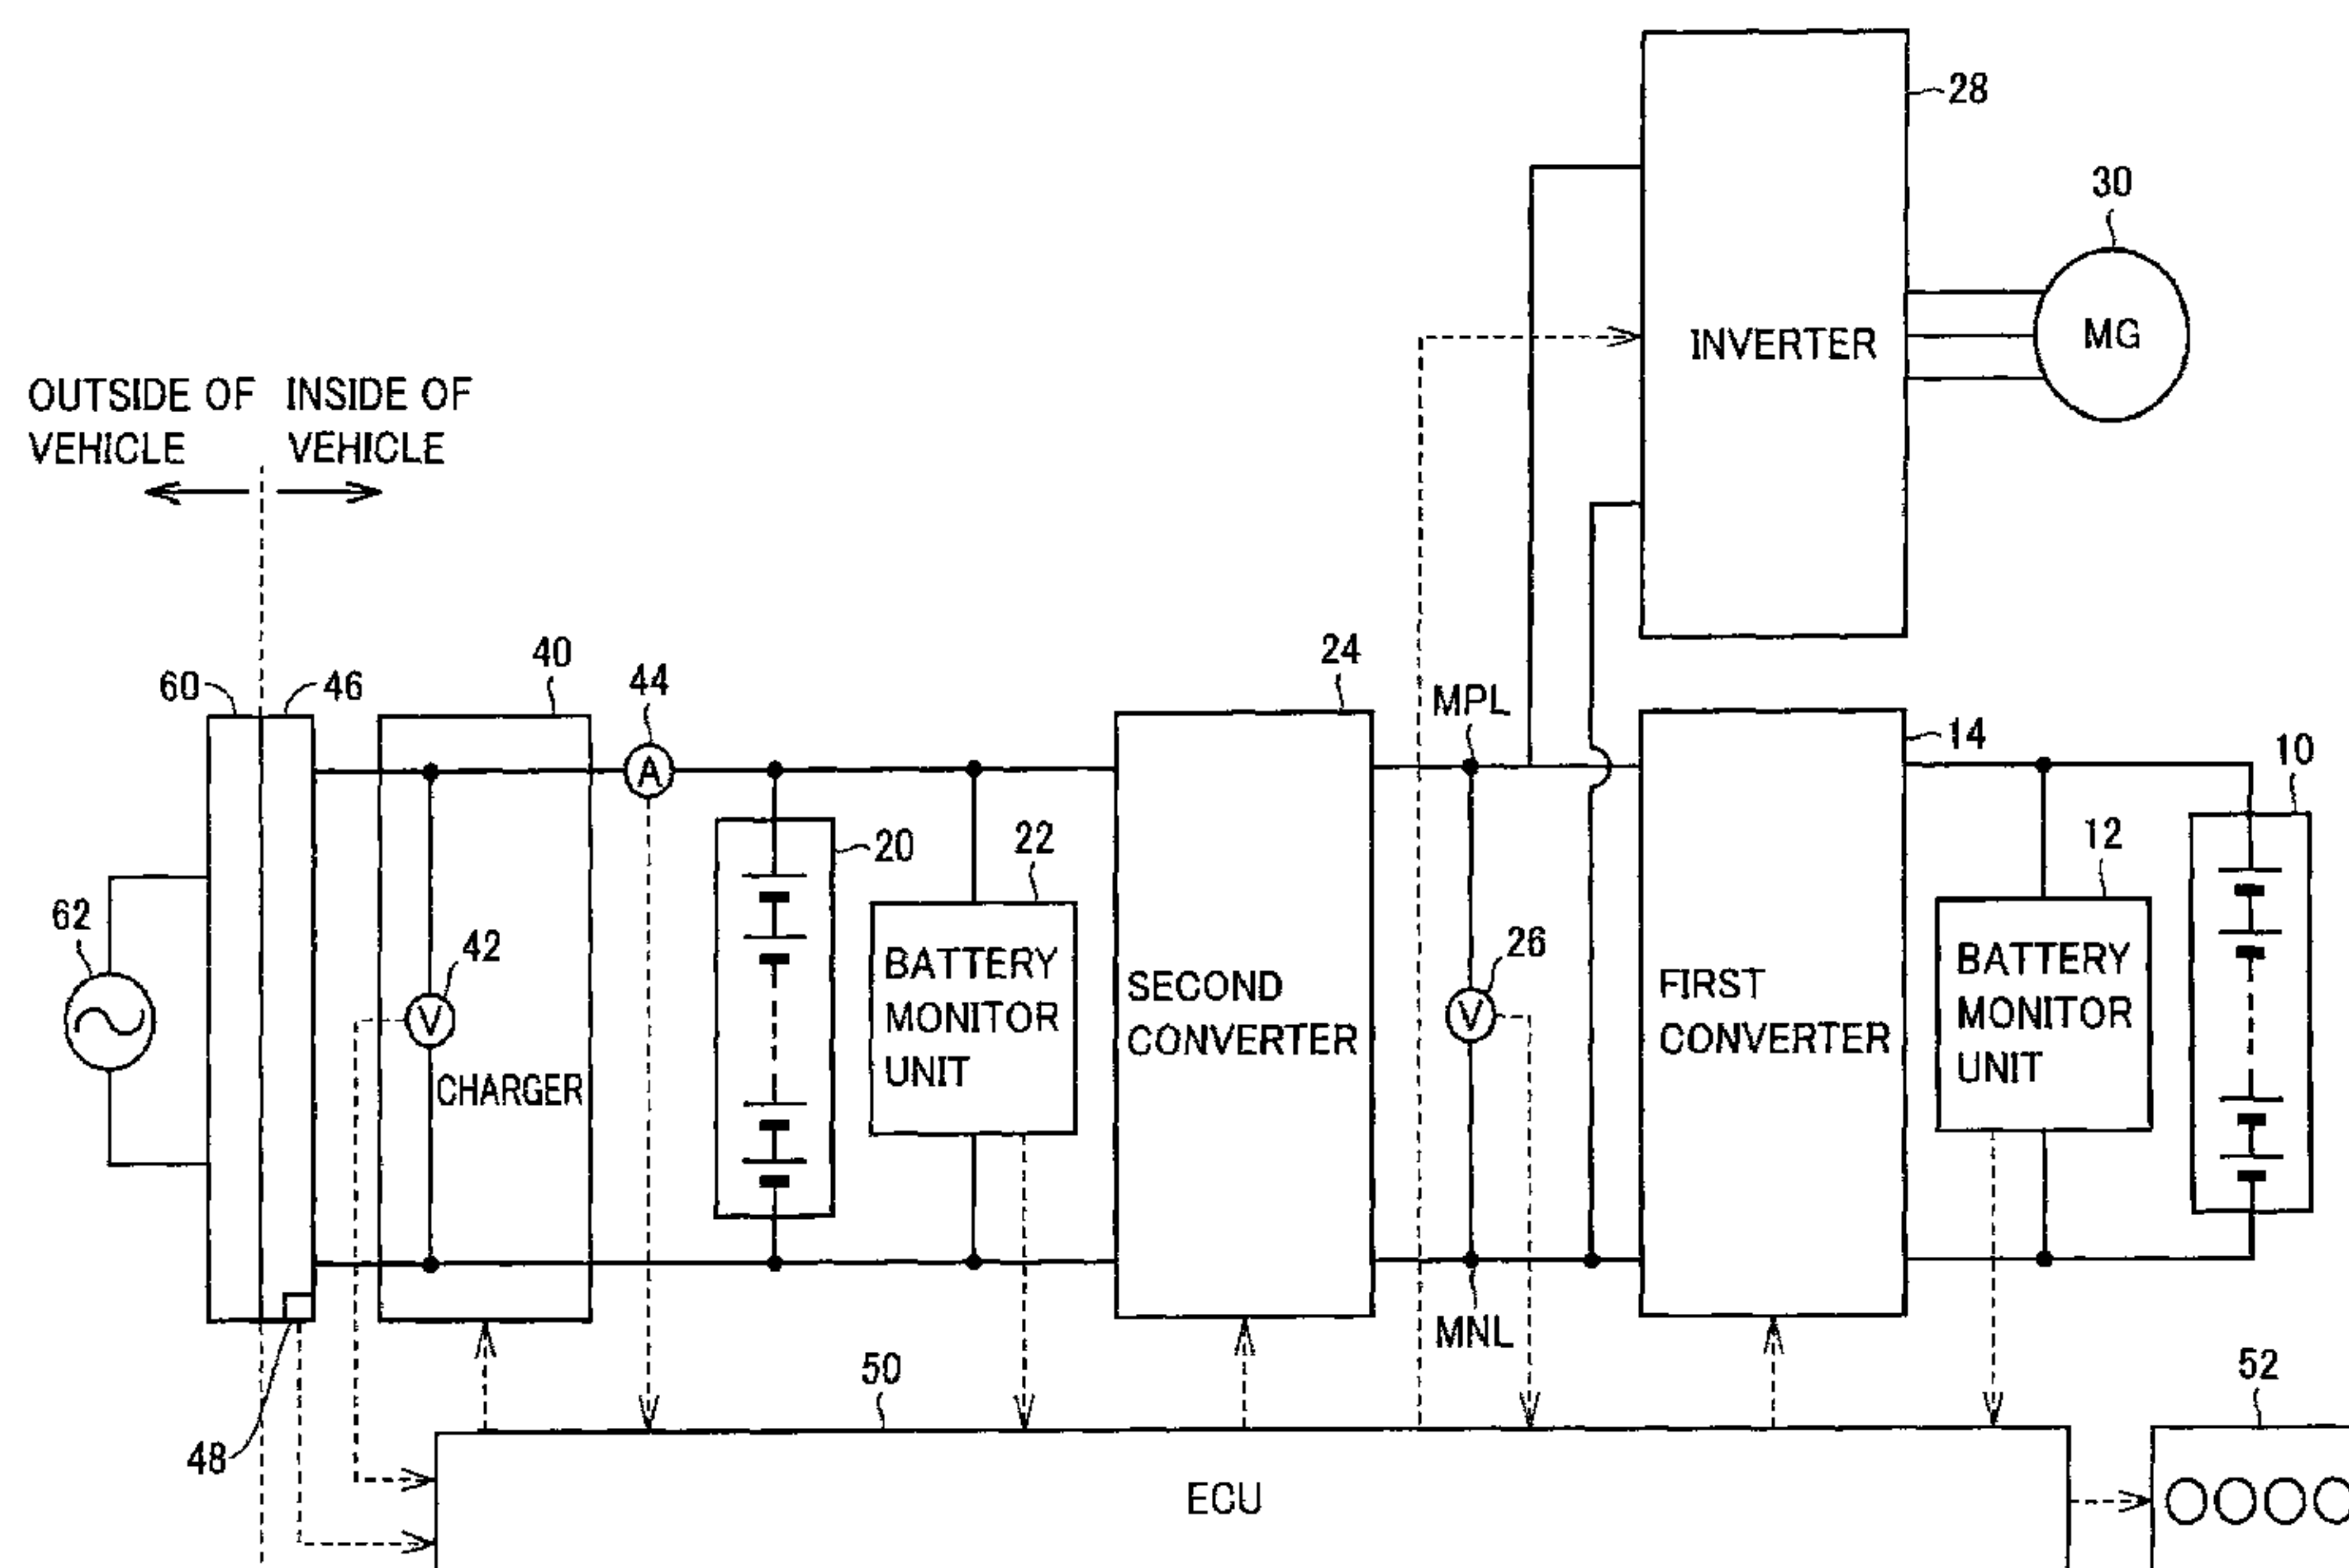 28
30
INVERTER
MG
OUTSIDE OF
VEHICLE
INSIDE OF
VEHICLE
60
46
40
44
24
MPL
14
10
A
20
22
12
62
42
V
BATTERY
MONITOR
UNIT
SECOND
CONVERTER
26
V
FIRST
CONVERTER
BATTERY
MONITOR
UNIT
CHARGER
MNL
48
50
52
ECU